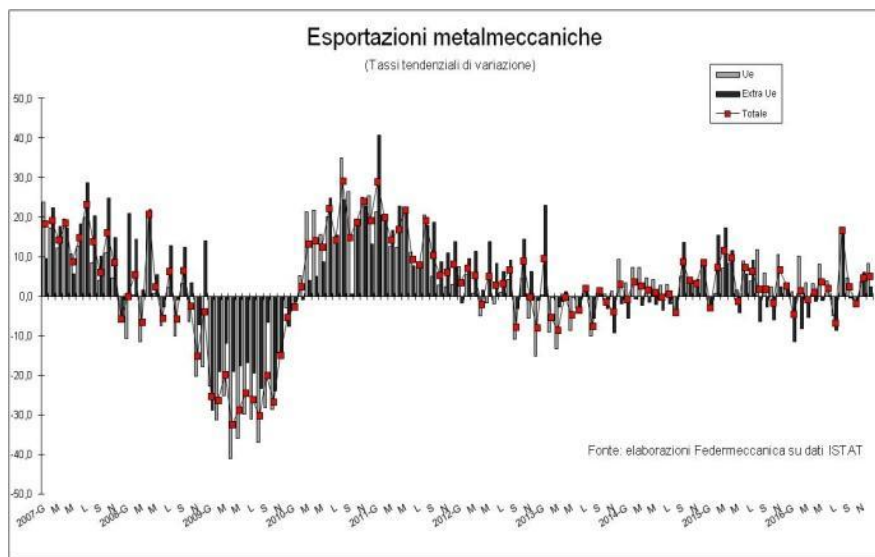 Esportazioni metalmeccaniche
(Tassi tendenziali di variazione)
Ue
Extra Ue
Totale
50,0
40,0
30,0
20,0
10,0
0,0
-10,0
-20,0
-30,0
-40,0
-50,0
Fonte: elaborazioni Federmeccanica su dati ISTAT
2007-G M M L S N 2008-G M M L S N 2009-G M M L S N 2010-G M M L S N 2011-G M M L S N 2012-G M M L S N 2013-G M M L S N 2014-G M M L S N 2015-G M M L S N 2016-G M M L S N